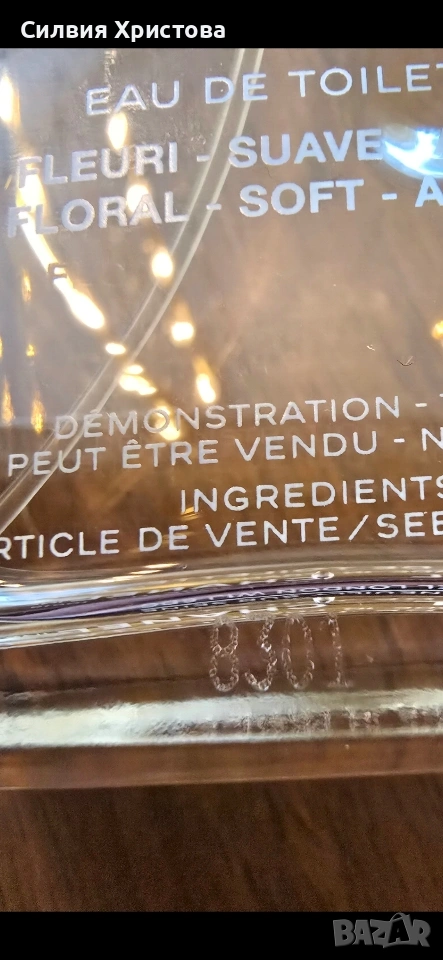 Силвия Христова
EAU DE TOILET
FLEURI - SUAVE
FLORAL - SOFT - A
DÉMONSTRATION -
PEUT ÊTRE VENDU - N
INGREDIENTS
RTICLE DE VENTE/SEE
8301
BAZAR